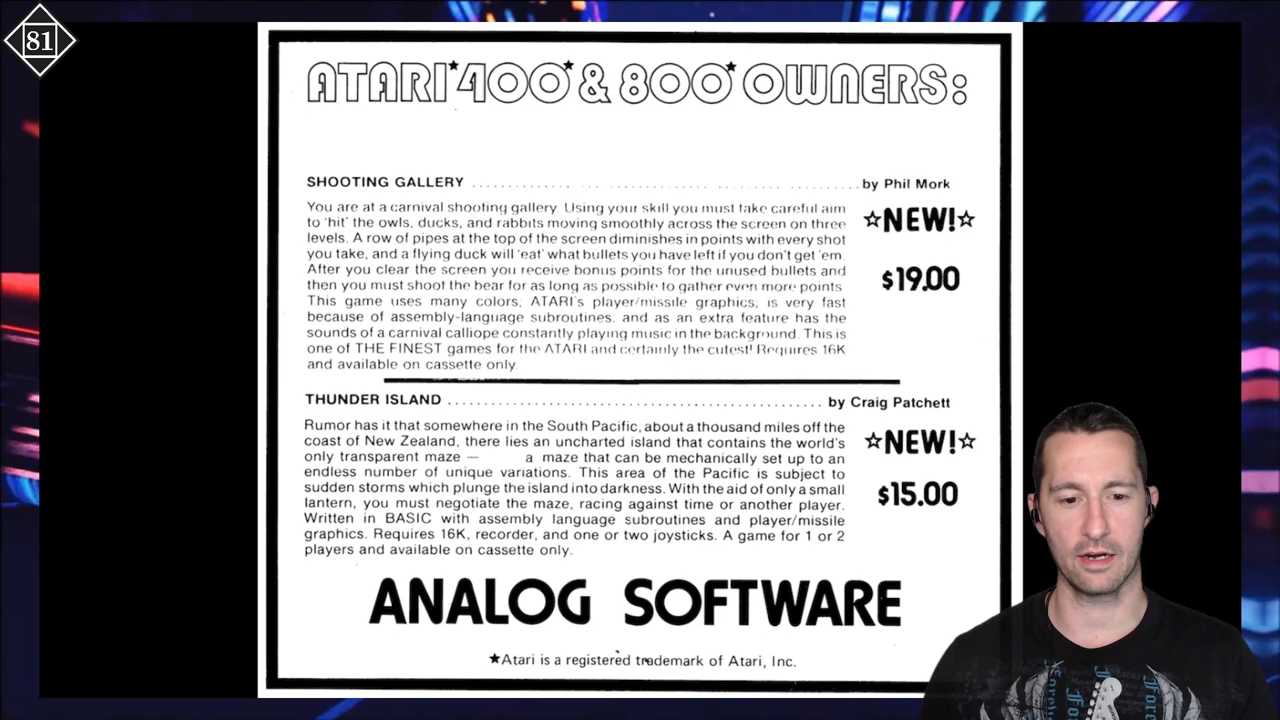 81
ATARI★400★ & 800★ OWNERS:
SHOOTING GALLERY ........................................ by Phil Mork
You are at a carnival shooting gallery. Using your skill you must take careful aim
to 'hit' the owls, ducks, and rabbits moving smoothly across the screen on three
levels. A row of pipes at the top of the screen diminishes in points with every shot
you take, and a flying duck will 'eat' what bullets you have left if you don't get 'em.
After you clear the screen you receive bonus points for the unused bullets and
then you must shoot the bear for as long as possible to gather even more points.
This game uses many colors, ATARI's player/missile graphics, is very fast
because of assembly-language subroutines, and as an extra feature has the
sounds of a carnival calliope constantly playing music in the background. This is
one of THE FINEST games for the ATARI and certainly the cutest! Requires 16K
and available on cassette only.
☆NEW!☆
$19.00
THUNDER ISLAND ........................................ by Craig Patchett
Rumor has it that somewhere in the South Pacific, about a thousand miles off the
coast of New Zealand, there lies an uncharted island that contains the world's
only transparent maze — a maze that can be mechanically set up to an
endless number of unique variations. This area of the Pacific is subject to
sudden storms which plunge the island into darkness. With the aid of only a small
lantern, you must negotiate the maze, racing against time or another player.
Written in BASIC with assembly language subroutines and player/missile
graphics. Requires 16K, recorder, and one or two joysticks. A game for 1 or 2
players and available on cassette only.
☆NEW!☆
$15.00
ANALOG SOFTWARE
★Atari is a registered trademark of Atari, Inc.